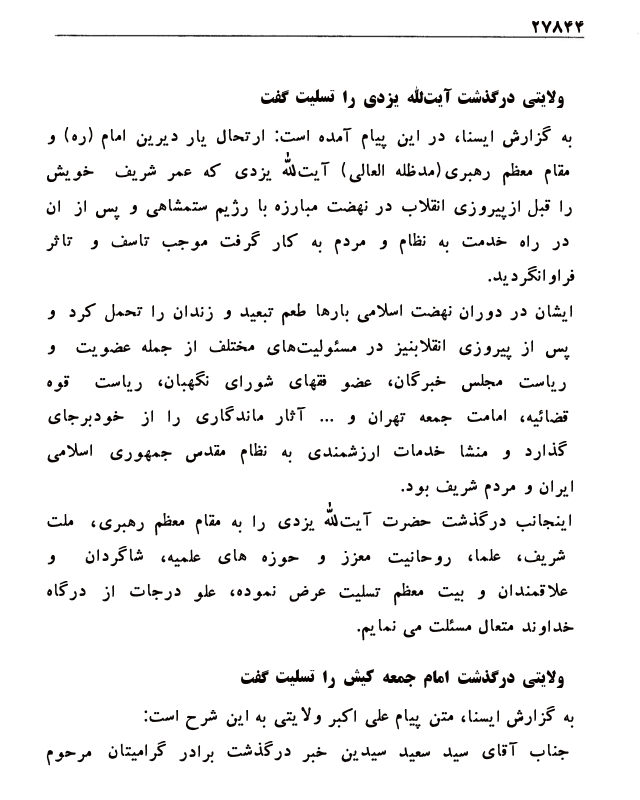 ۲۷۸۴۴
ولایتی درگذشت آیت‌الله یزدی را تسلیت گفت
به گزارش ایسنا، در این پیام آمده است: ارتحال یار دیرین امام (ره) و
مقام معظم رهبری(مدظله العالی) آیت‌الله یزدی که عمر شریف خویش
را قبل ازپیروزی انقلاب در نهضت مبارزه با رژیم ستمشاهی و پس از ان
در راه خدمت به نظام و مردم به کار گرفت موجب تاسف و تاثر
فراوانگردید.
ایشان در دوران نهضت اسلامی بارها طعم تبعید و زندان را تحمل کرد و
پس از پیروزی انقلابنیز در مسئولیت‌های مختلف از جمله عضویت و
ریاست مجلس خبرگان، عضو فقهای شورای نگهبان، ریاست قوه
قضائیه، امامت جمعه تهران و ... آثار ماندگاری را از خودبرجای
گذارد و منشا خدمات ارزشمندی به نظام مقدس جمهوری اسلامی
ایران و مردم شریف بود.
اینجانب درگذشت حضرت آیت‌الله یزدی را به مقام معظم رهبری، ملت
شریف، علما، روحانیت معزز و حوزه های علمیه، شاگردان و
علاقمندان و بیت معظم تسلیت عرض نموده، علو درجات از درگاه
خداوند متعال مسئلت می نمایم.
ولایتی درگذشت امام جمعه کیش را تسلیت گفت
به گزارش ایسنا، متن پیام علی اکبر ولایتی به این شرح است:
جناب آقای سید سعید سیدین خبر درگذشت برادر گرامیتان مرحوم